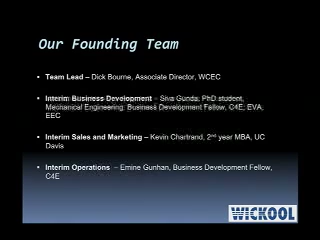 Our Founding Team
Team Lead – Dick Bourne, Associate Director, WCEC
Interim Business Development – Siva Gunda, PhD student,
Mechanical Engineering; Business Development Fellow, C4E; EVA,
EEC
Interim Sales and Marketing – Kevin Chartrand, 2nd year MBA, UC
Davis
Interim Operations – Emine Gunhan, Business Development Fellow,
C4E
WICKOOL